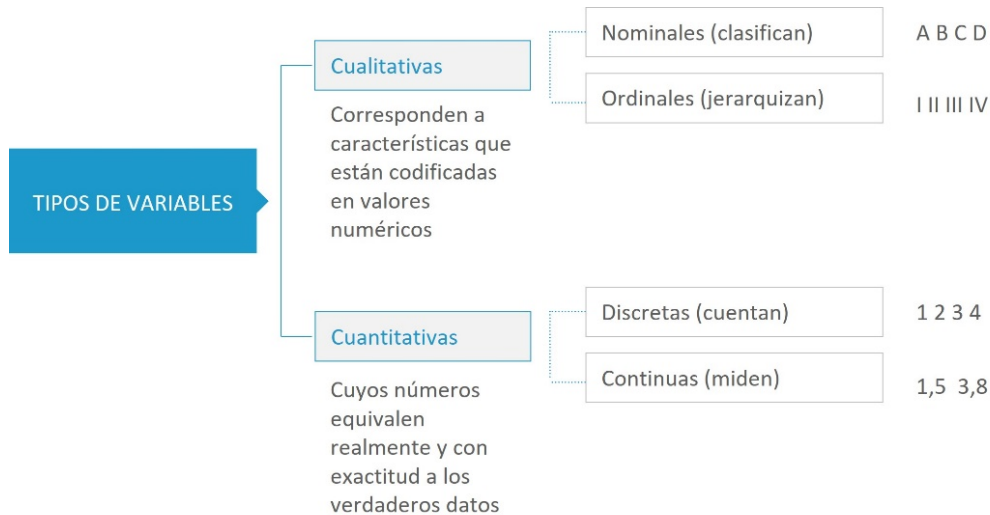 TIPOS DE VARIABLES
Cualitativas
Corresponden a
características que
están codificadas
en valores
numéricos
Nominales (clasifican)
A B C D
Ordinales (jerarquizan)
I II III IV
Cuantitativas
Cuyos números
equivalen
realmente y con
exactitud a los
verdaderos datos
Discretas (cuentan)
1 2 3 4
Continuas (miden)
1,5 3,8